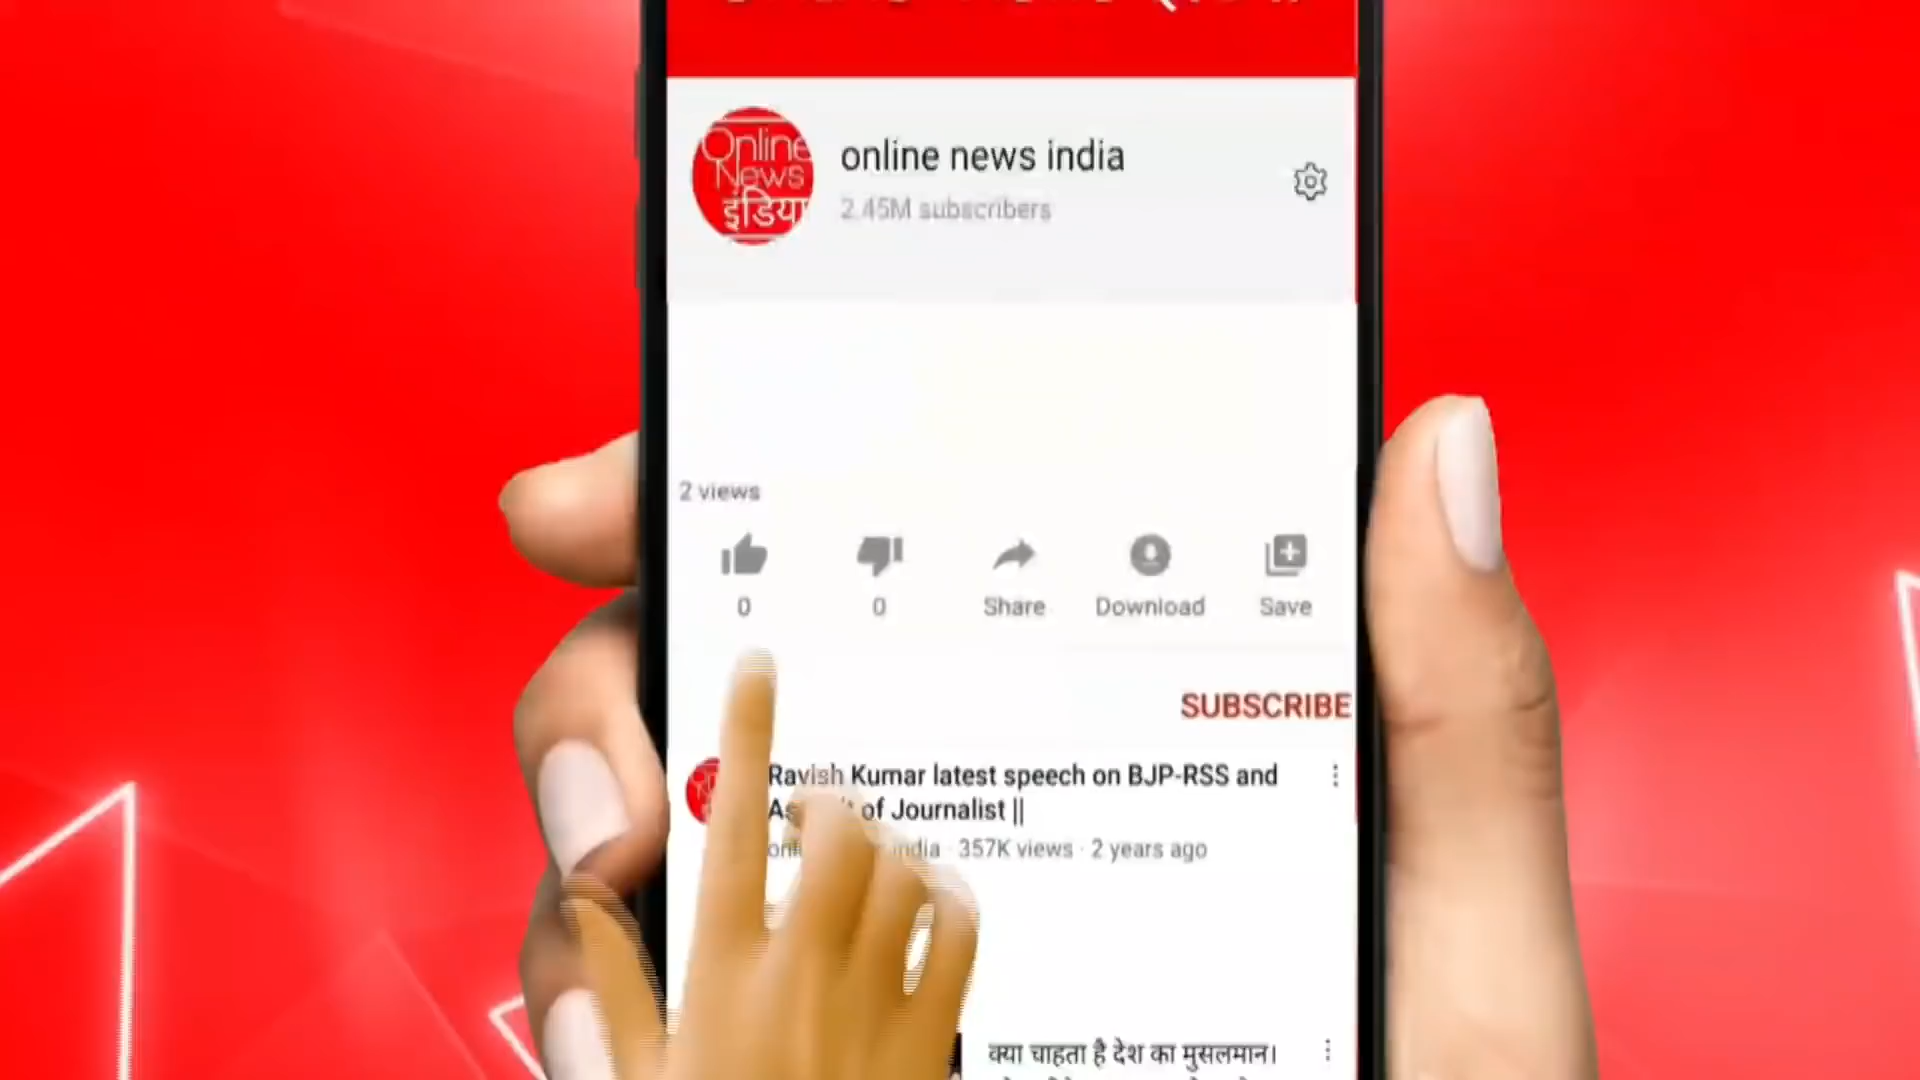 Online
News
इंडिया
online news india
2.45M subscribers
2 views
0
0
Share
Download
Save
SUBSCRIBE
Ravish Kumar latest speech on BJP-RSS and
of Journalist ||
india · 357K views · 2 years ago
क्या चाहता है देश का मुसलमान।